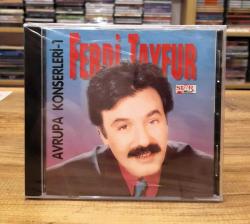 FERDİ TAYFUR
AVRUPA KONSERLERİ-1